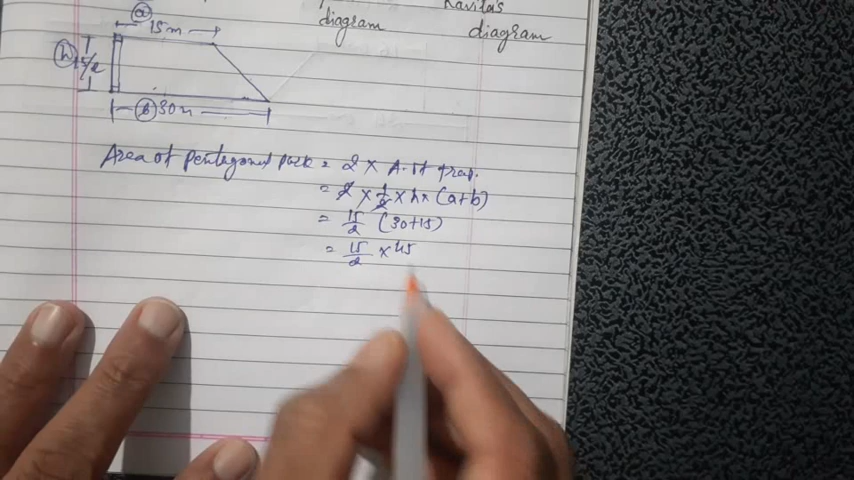 Kavita's
diagram
diagram
a
15m
h
15/2
b 30m
Area of pentagonal park = 2 × A. of trap.
= 2 × 1/2 × h × (a+b)
= 15/2 (30+15)
= 15/2 × 45